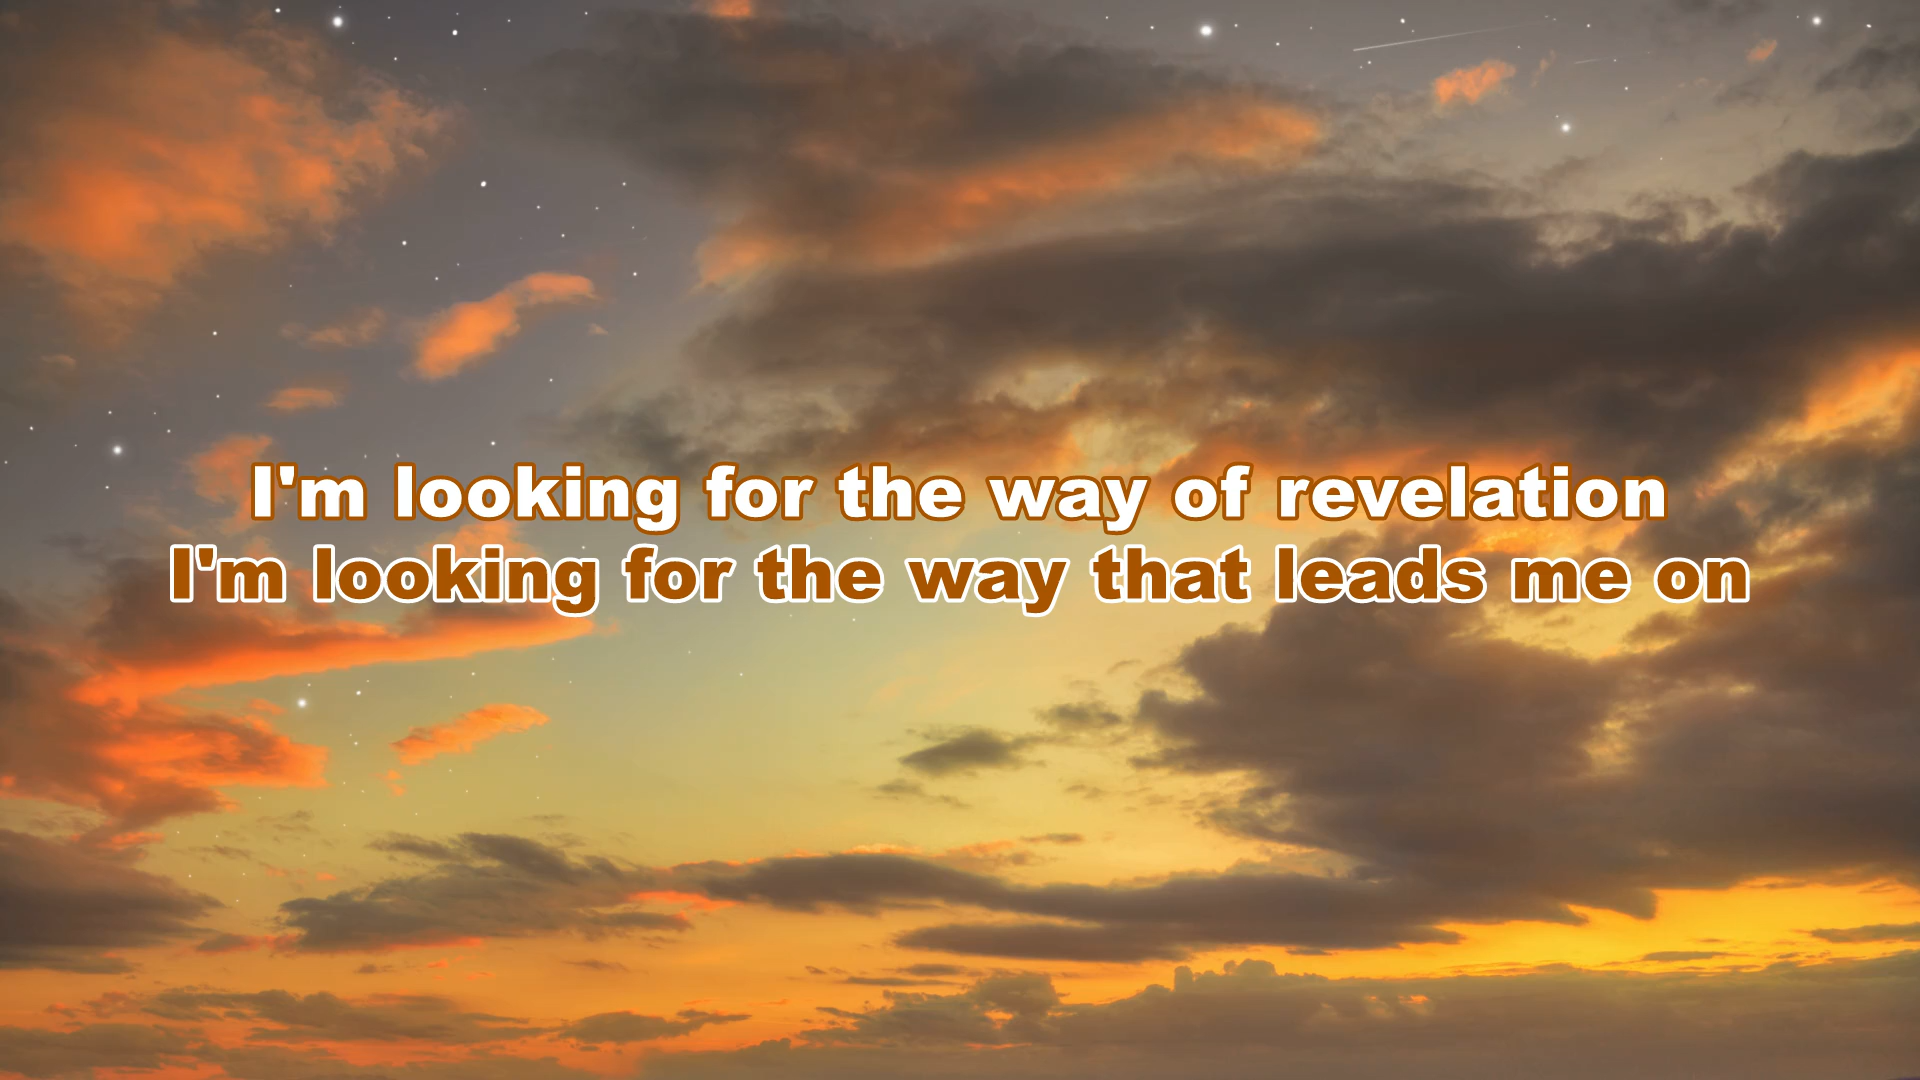 I'm looking for the way of revelation
I'm looking for the way that leads me on